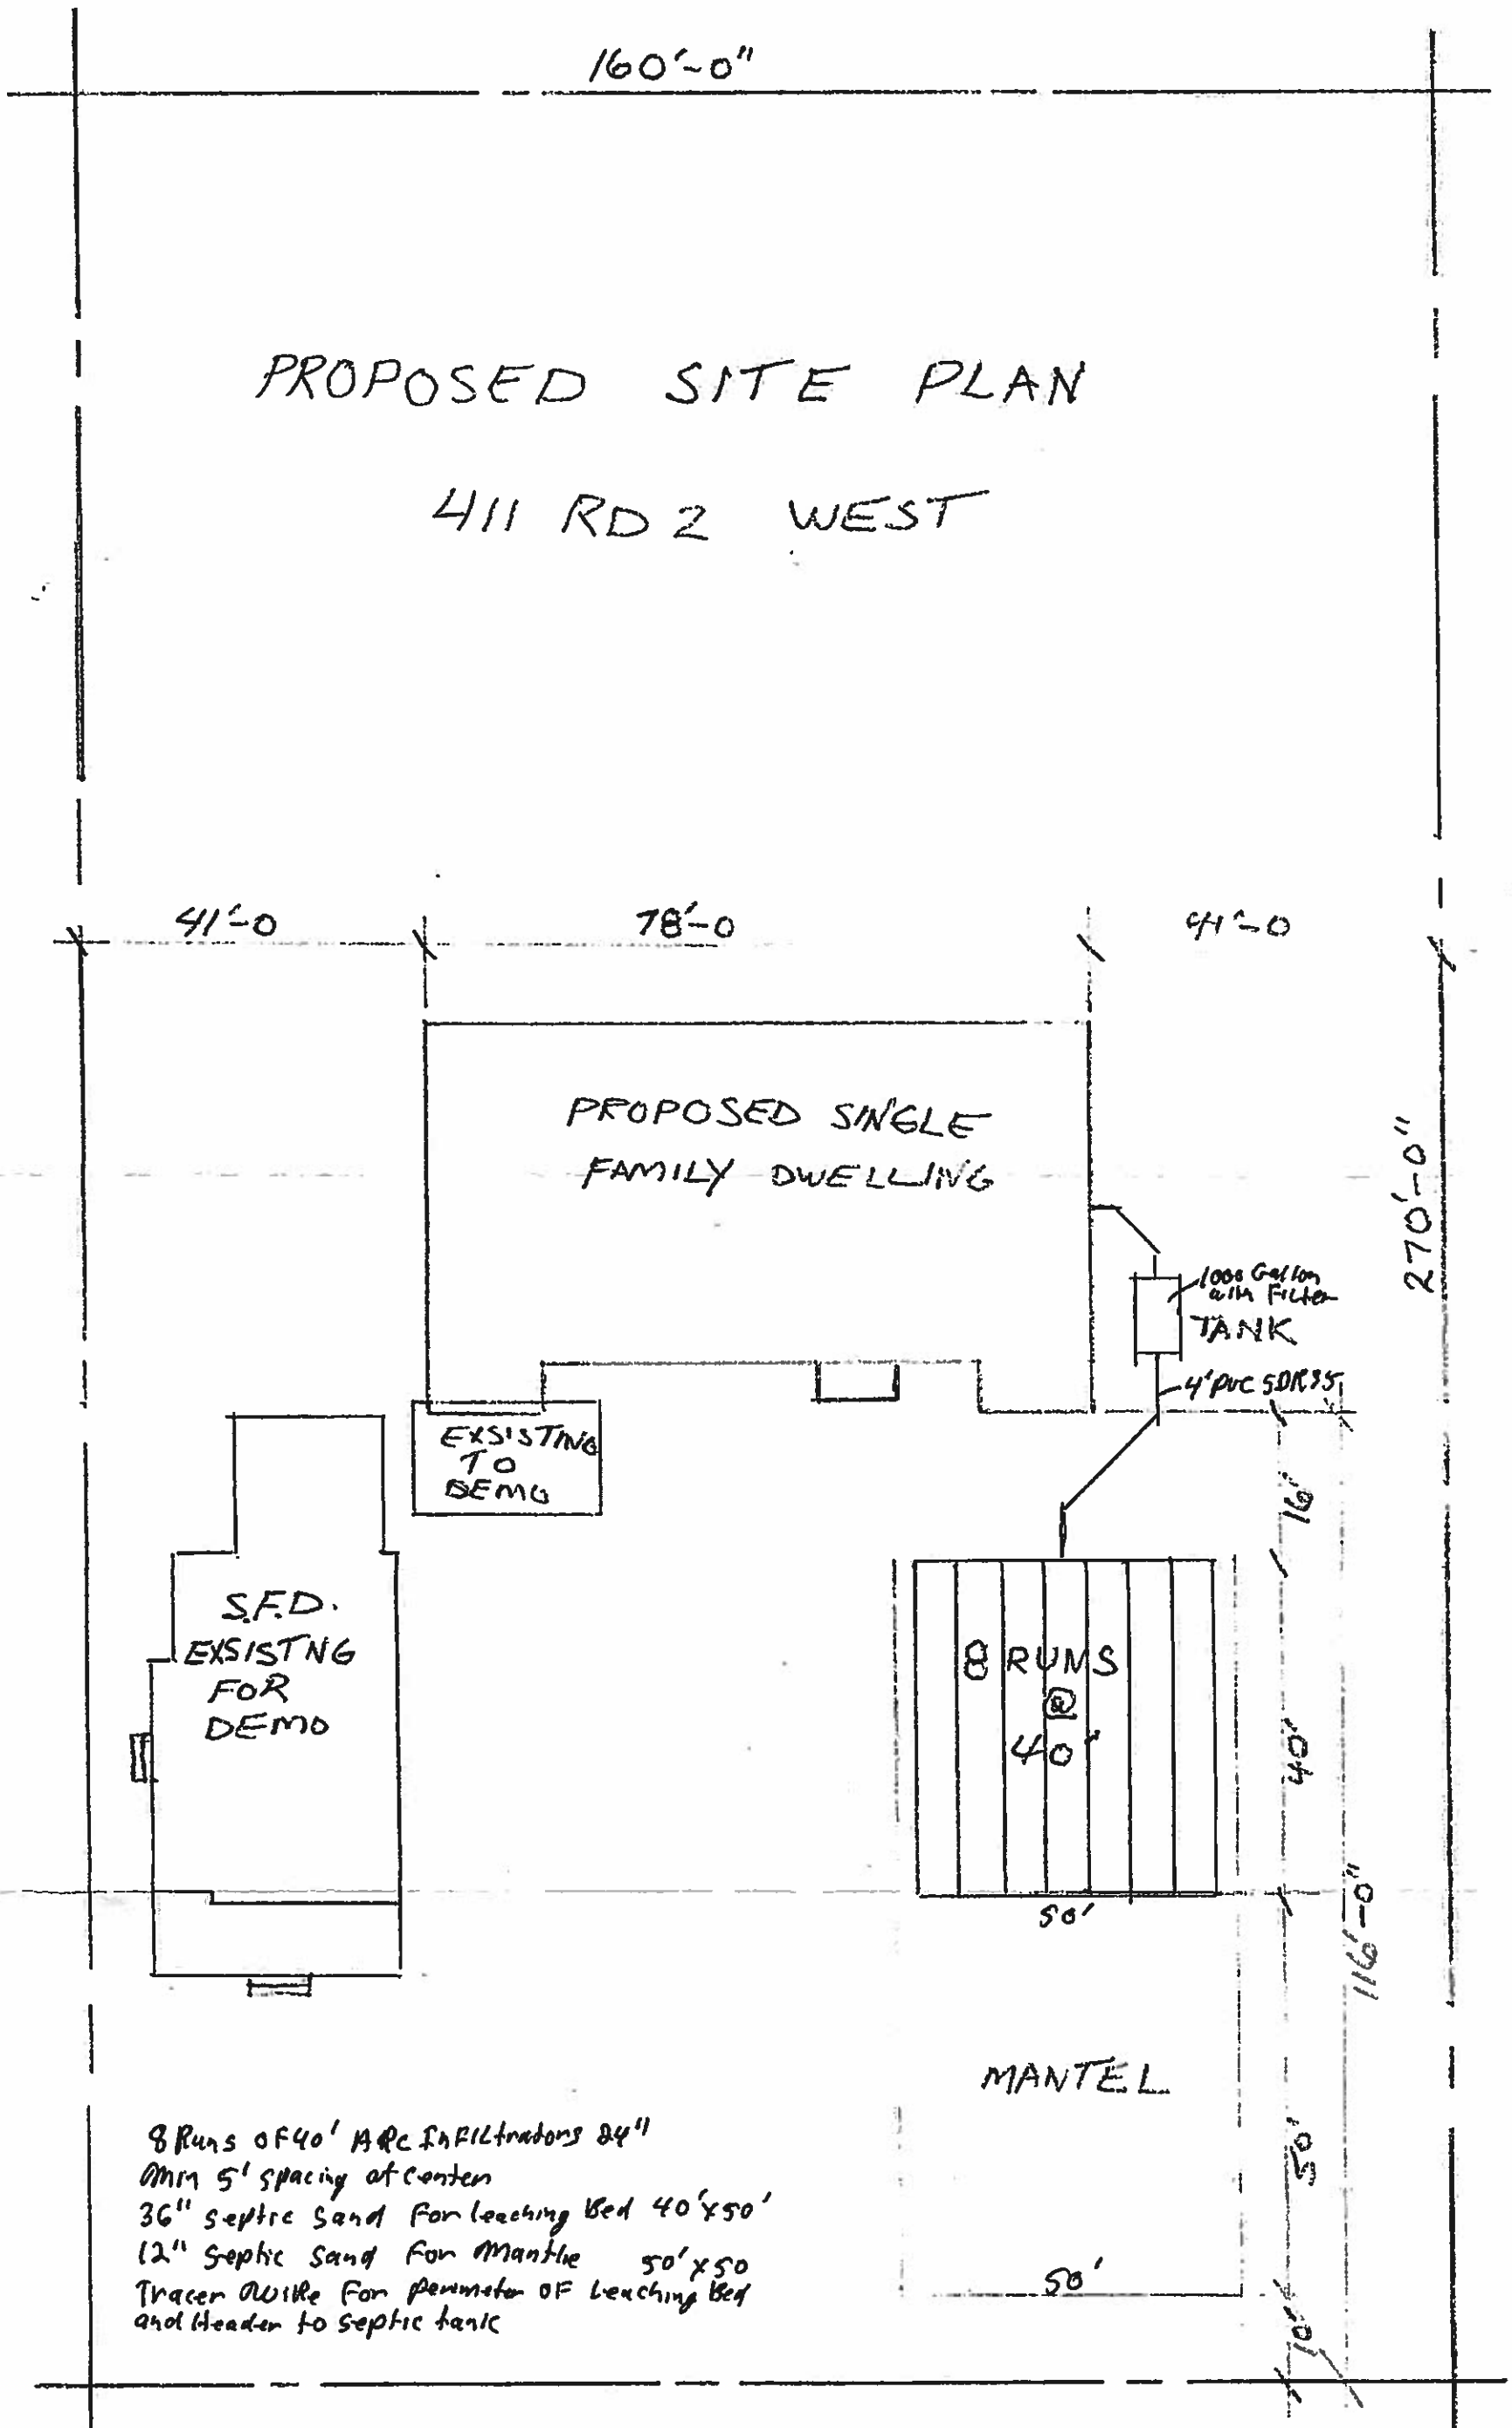 160'-0"
PROPOSED SITE PLAN
411 RD 2 WEST
41'-0
78'-0
41'-0
PROPOSED SINGLE
FAMILY DWELLING
270'-0"
1000 Gallon
with Filter
TANK
4' PVC SDR35
EXSISTING
TO
DEMO
16'
S.F.D.
EXSISTNG
FOR
DEMO
8 RUNS
@
40'
40'
50'
116'-0"
MANTEL
8 Runs OF 40' ARC InFILtrators 24"
Min 5' spacing at center
36" septic sand For leaching Bed 40'x50'
12" septic sand For Mantle 50'x50
Tracer Wire For perimeter OF Leaching Bed
and Header to septic tank
50'
50'
10'